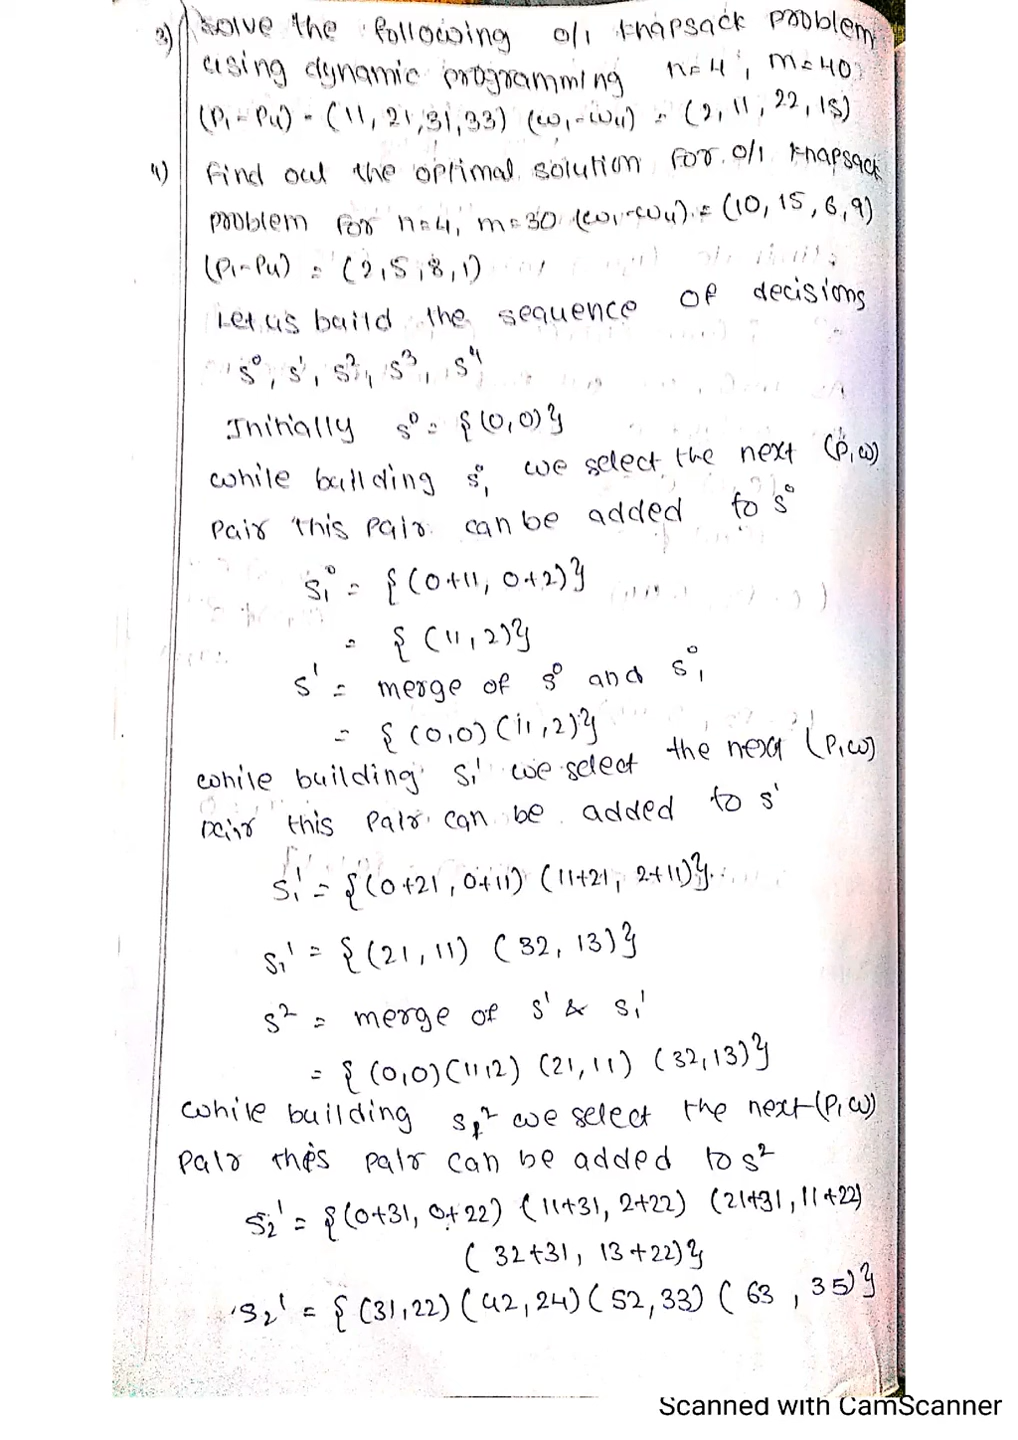 3) Solve the following 0/1 knapsack problem
using dynamic programming n=4, m=40
(P1-P4) = (11, 21, 31, 33) (w1-w4) = (2, 11, 22, 15)
4) find out the optimal solution for 0/1 knapsack
problem for n=4, m=30 (w1-w4) = (10, 15, 6, 9)
(P1-P4) = (2, 5, 8, 1)
Let us build the sequence of decisions
s⁰, s¹, s², s³, s⁴
Initially s⁰ = {(0,0)}
while building s₁⁰ we select the next (P,w)
pair this pair can be added to s⁰
s₁⁰ = {(0+11, 0+2)}
= {(11,2)}
s¹ = merge of s⁰ and s₁⁰
= {(0,0) (11,2)}
while building s₁¹ we select the next (P,w)
pair this pair can be added to s¹
s₁¹ = {(0+21, 0+11) (11+21, 2+11)}
s₁¹ = {(21,11) (32,13)}
s² = merge of s¹ & s₁¹
= {(0,0) (11,2) (21,11) (32,13)}
while building s₁² we select the next (P,w)
pair this pair can be added to s²
s₂¹ = {(0+31, 0+22) (11+31, 2+22) (21+31, 11+22)
(32+31, 13+22)}
s₂¹ = {(31,22) (42,24) (52,33) (63, 35)}
Scanned with CamScanner